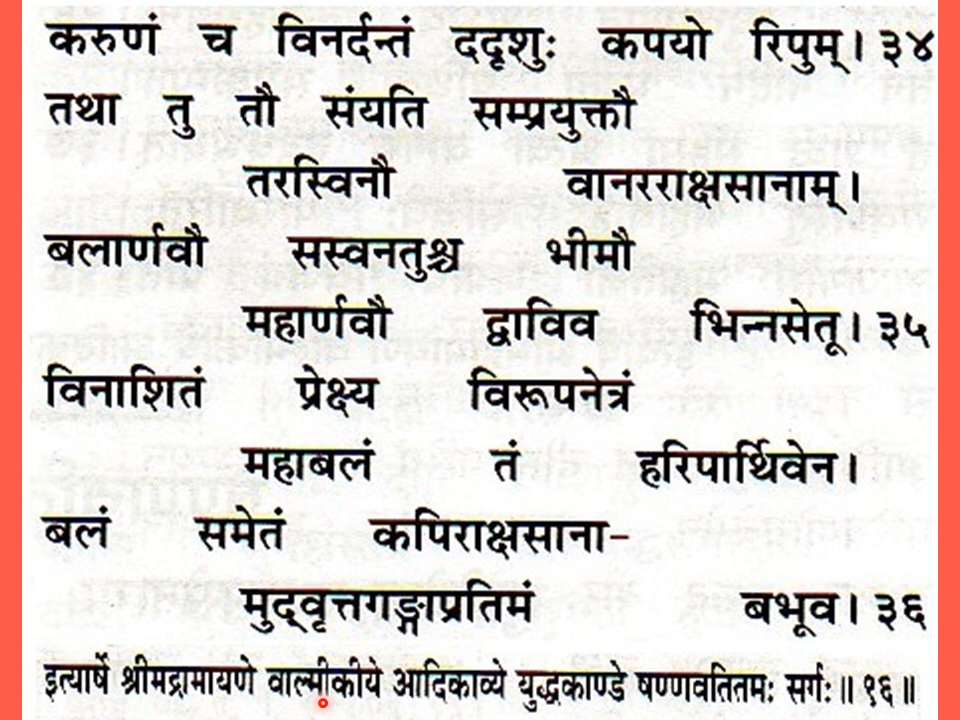 करुणं च विनर्दन्तं ददृशुः कपयो रिपुम्। ३४
तथा तु तौ संयति सम्प्रयुक्तौ
तरस्विनौ वानरराक्षसानाम्।
बलार्णवौ सस्वनतुश्च भीमौ
महार्णवौ द्वाविव भिन्नसेतू। ३५
विनाशितं प्रेक्ष्य विरूपनेत्रं
महाबलं तं हरिपार्थिवेन।
बलं समेतं कपिराक्षसाना-
मुद्‌वृत्तगङ्गाप्रतिमं बभूव। ३६
इत्यार्षे श्रीमद्रामायणे वाल्मीकीये आदिकाव्ये युद्धकाण्डे षण्णवतितमः सर्गः॥ ९६॥